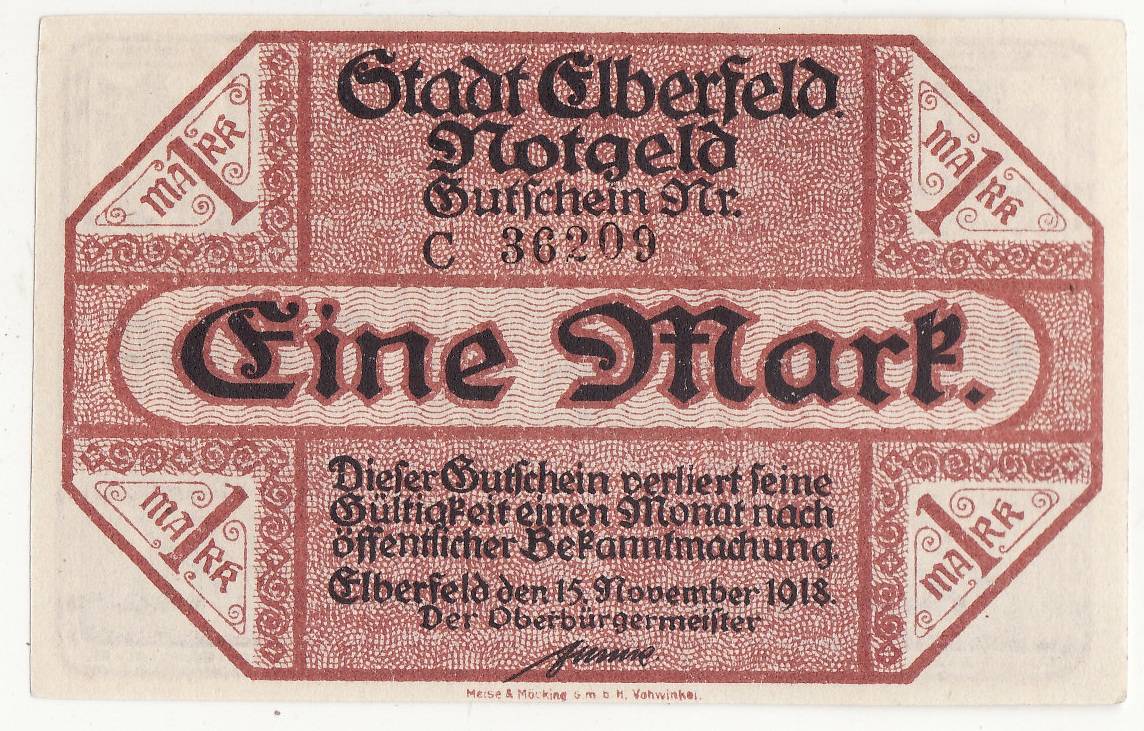 Stadt Elberfeld.
Notgeld
Gutschein Nr.
C 36209
1 MARK
1 MARK
Eine Mark.
Dieser Gutschein verliert seine
Gültigkeit einen Monat nach
öffentlicher Bekanntmachung.
Elberfeld den 15. November 1918.
Der Oberbürgermeister
1 MARK
1 MARK
& Möcking G.m.b.H. Vohwinkel.